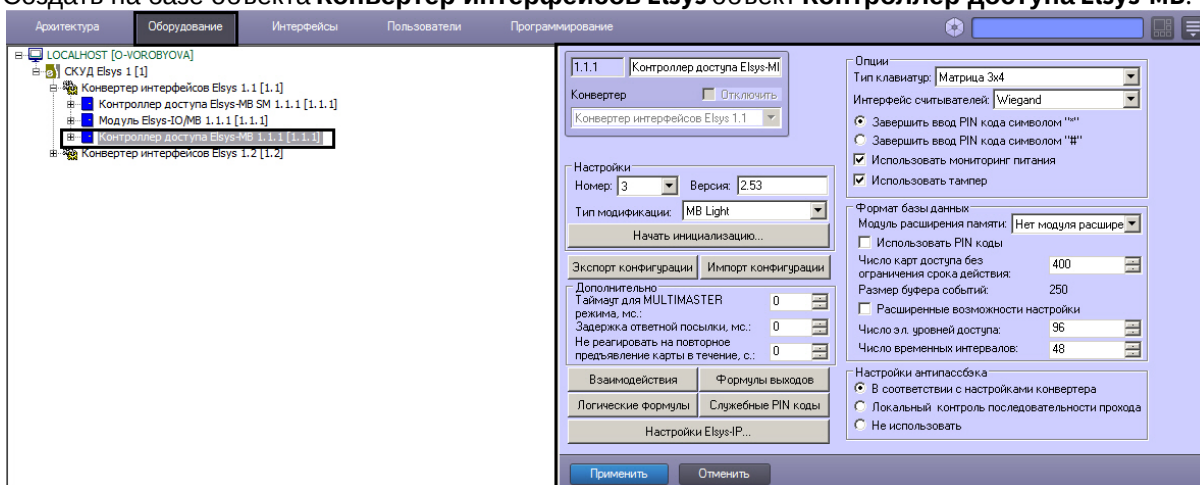 Создать на базе объекта Конвертер интерфейсов Elsys объект Контроллер доступа Elsys-MB.
Архитектура Оборудование Интерфейсы Пользователи Программирование
LOCALHOST [O-VOROBYOVA]
СКУД Elsys 1 [1]
Конвертер интерфейсов Elsys 1.1 [1.1]
Контроллер доступа Elsys-MB SM 1.1.1 [1.1.1]
Модуль Elsys-IO/MB 1.1.1 [1.1.1]
Контроллер доступа Elsys-MB 1.1.1 [1.1.1]
Конвертер интерфейсов Elsys 1.2 [1.2]
1.1.1 Контроллер доступа Elsys-MI
Конвертер Отключить
Конвертер интерфейсов Elsys 1.1
Настройки
Номер: 3 Версия: 2.53
Тип модификации: MB Light
Начать инициализацию...
Экспорт конфигурации Импорт конфигурации
Дополнительно
Таймаут для MULTIMASTER
режима, мс.: 0
Задержка ответной посылки, мс.: 0
Не реагировать на повторное
предъявление карты в течение, с.: 0
Взаимодействия Формулы выходов
Логические формулы Служебные PIN коды
Настройки Elsys-IP...
Опции
Тип клавиатур: Матрица 3x4
Интерфейс считывателей: Wiegand
Завершить ввод PIN кода символом "*"
Завершить ввод PIN кода символом "#"
Использовать мониторинг питания
Использовать тампер
Формат базы данных
Модуль расширения памяти: Нет модуля расшире
Использовать PIN коды
Число карт доступа без
ограничения срока действия: 400
Размер буфера событий: 250
Расширенные возможности настройки
Число эл. уровней доступа: 96
Число временных интервалов: 48
Настройки антипассбэка
В соответствии с настройками конвертера
Локальный контроль последовательности прохода
Не использовать
Применить Отменить